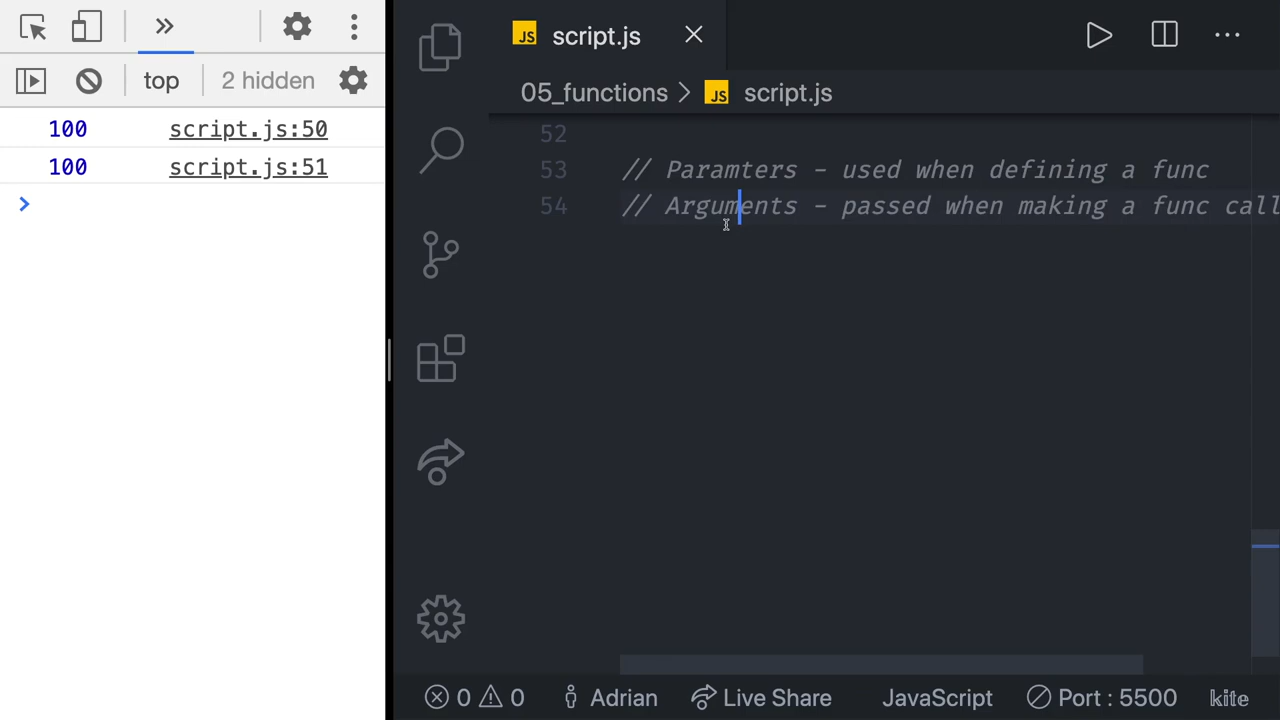 top
2 hidden
100 script.js:50
100 script.js:51
JS script.js
05_functions > JS script.js
52
53 // Paramters - used when defining a func
54 // Arguments - passed when making a func call
0 0 Adrian Live Share JavaScript Port : 5500 kite